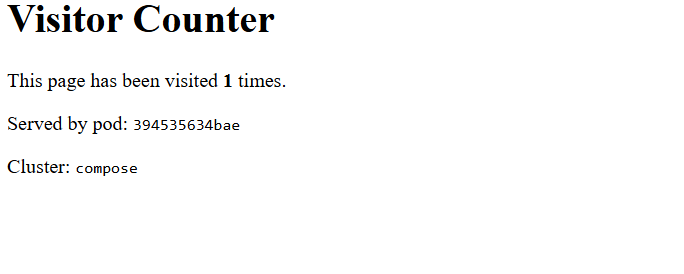 Visitor Counter
This page has been visited 1 times.
Served by pod: 394535634bae
Cluster: compose